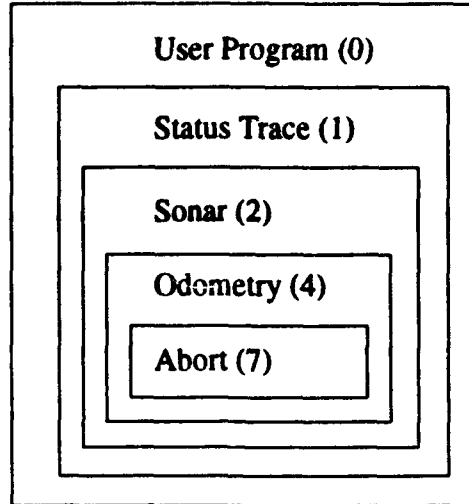 User Program (0)
Status Trace (1)
Sonar (2)
Odometry (4)
Abort (7)